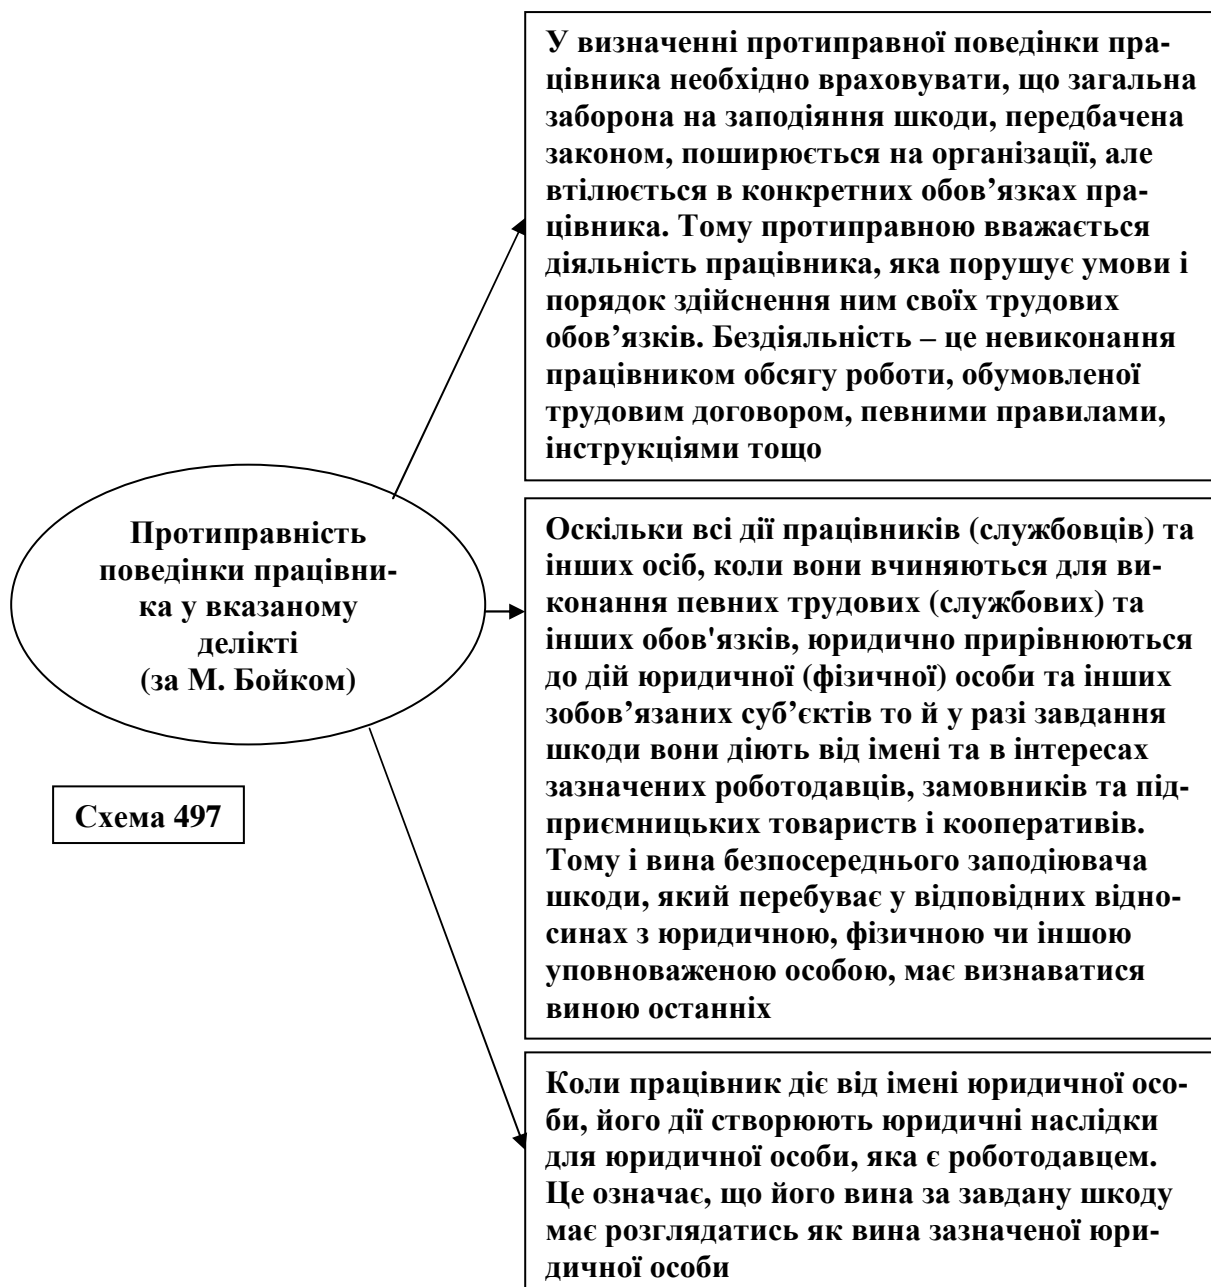 У визначенні протиправної поведінки пра-
цівника необхідно враховувати, що загальна
заборона на заподіяння шкоди, передбачена
законом, поширюється на організації, але
втілюється в конкретних обов’язках пра-
цівника. Тому протиправною вважається
діяльність працівника, яка порушує умови і
порядок здійснення ним своїх трудових
обов’язків. Бездіяльність – це невиконання
працівником обсягу роботи, обумовленої
трудовим договором, певними правилами,
інструкціями тощо
Протиправність
поведінки працівни-
ка у вказаному
делікті
(за М. Бойком)
Схема 497
Оскільки всі дії працівників (службовців) та
інших осіб, коли вони вчиняються для ви-
конання певних трудових (службових) та
інших обов'язків, юридично прирівнюються
до дій юридичної (фізичної) особи та інших
зобов’язаних суб’єктів то й у разі завдання
шкоди вони діють від імені та в інтересах
зазначених роботодавців, замовників та під-
приємницьких товариств і кооперативів.
Тому і вина безпосереднього заподіювача
шкоди, який перебуває у відповідних відно-
синах з юридичною, фізичною чи іншою
уповноваженою особою, має визнаватися
виною останніх
Коли працівник діє від імені юридичної осо-
би, його дії створюють юридичні наслідки
для юридичної особи, яка є роботодавцем.
Це означає, що його вина за завдану шкоду
має розглядатись як вина зазначеної юри-
дичної особи